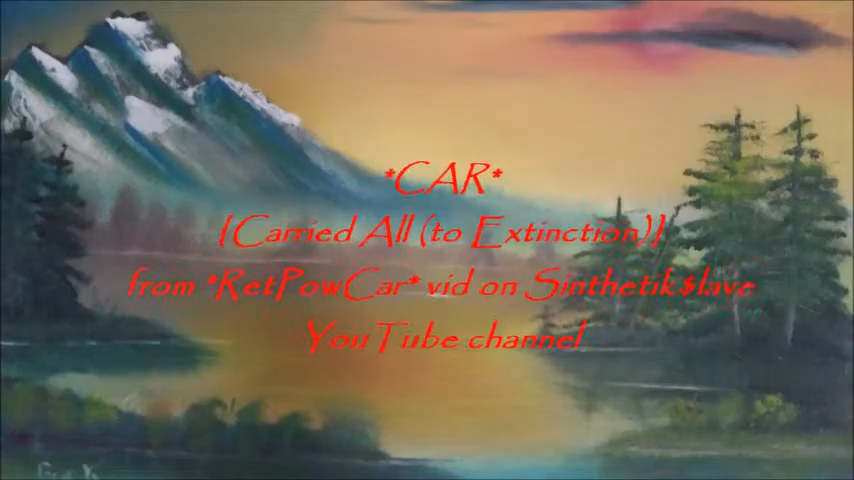 *CAR*
{Carried All (to Extinction)}
from *RetPowCar* vid on Sinthetik$lave
YouTube channel